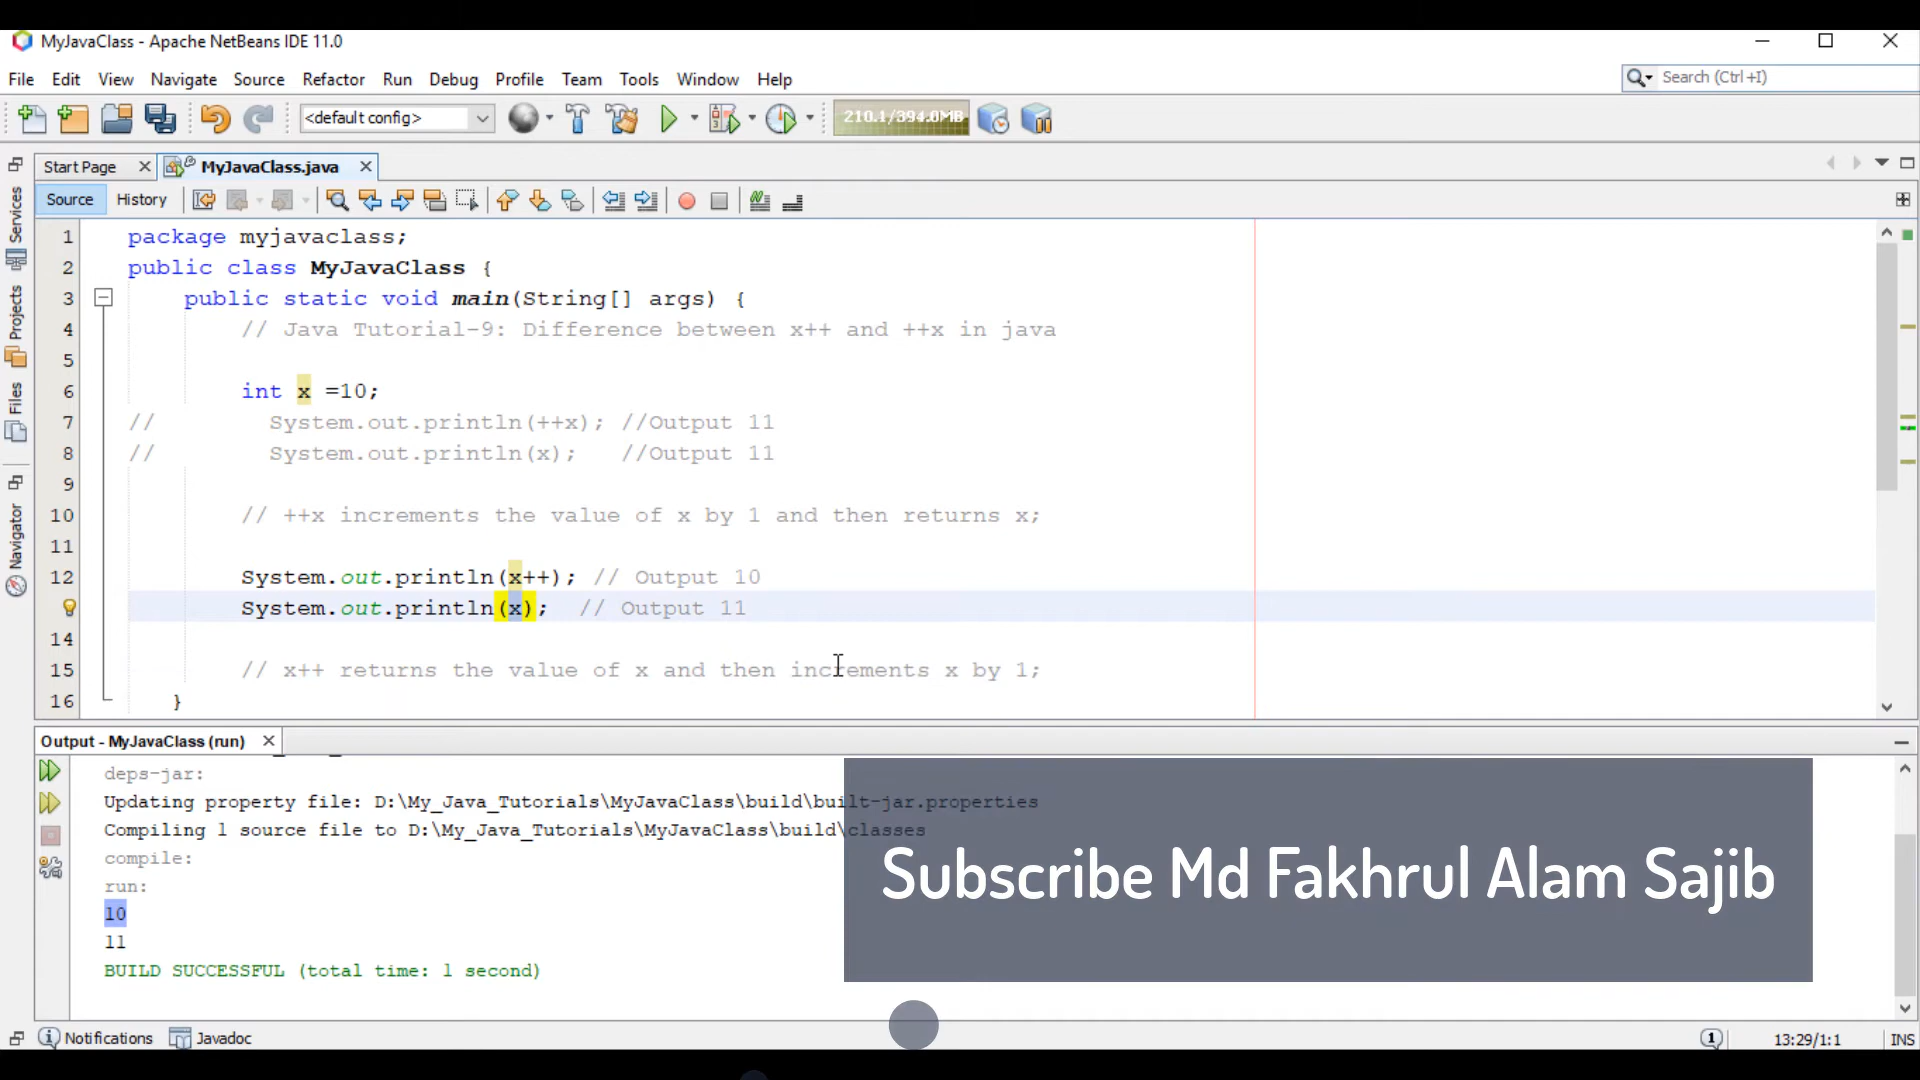 MyJavaClass - Apache NetBeans IDE 11.0
File Edit View Navigate Source Refactor Run Debug Profile Team Tools Window Help
Search (Ctrl+I)
<default config>
210.1/394.0MB
Start Page
MyJavaClass.java
Source History
Services
Projects
Files
Navigator
1 package myjavaclass;
2 public class MyJavaClass {
3 public static void main(String[] args) {
4 // Java Tutorial-9: Difference between x++ and ++x in java
5
6 int x =10;
7 // System.out.println(++x); //Output 11
8 // System.out.println(x); //Output 11
9
10 // ++x increments the value of x by 1 and then returns x;
11
12 System.out.println(x++); // Output 10
System.out.println(x); // Output 11
14
15 // x++ returns the value of x and then increments x by 1;
16 }
Output - MyJavaClass (run)
deps-jar:
Updating property file: D:\My_Java_Tutorials\MyJavaClass\build\built-jar.properties
Compiling 1 source file to D:\My_Java_Tutorials\MyJavaClass\build\classes
compile:
run:
10
11
BUILD SUCCESSFUL (total time: 1 second)
Subscribe Md Fakhrul Alam Sajib
Notifications Javadoc
1
13:29/1:1 INS